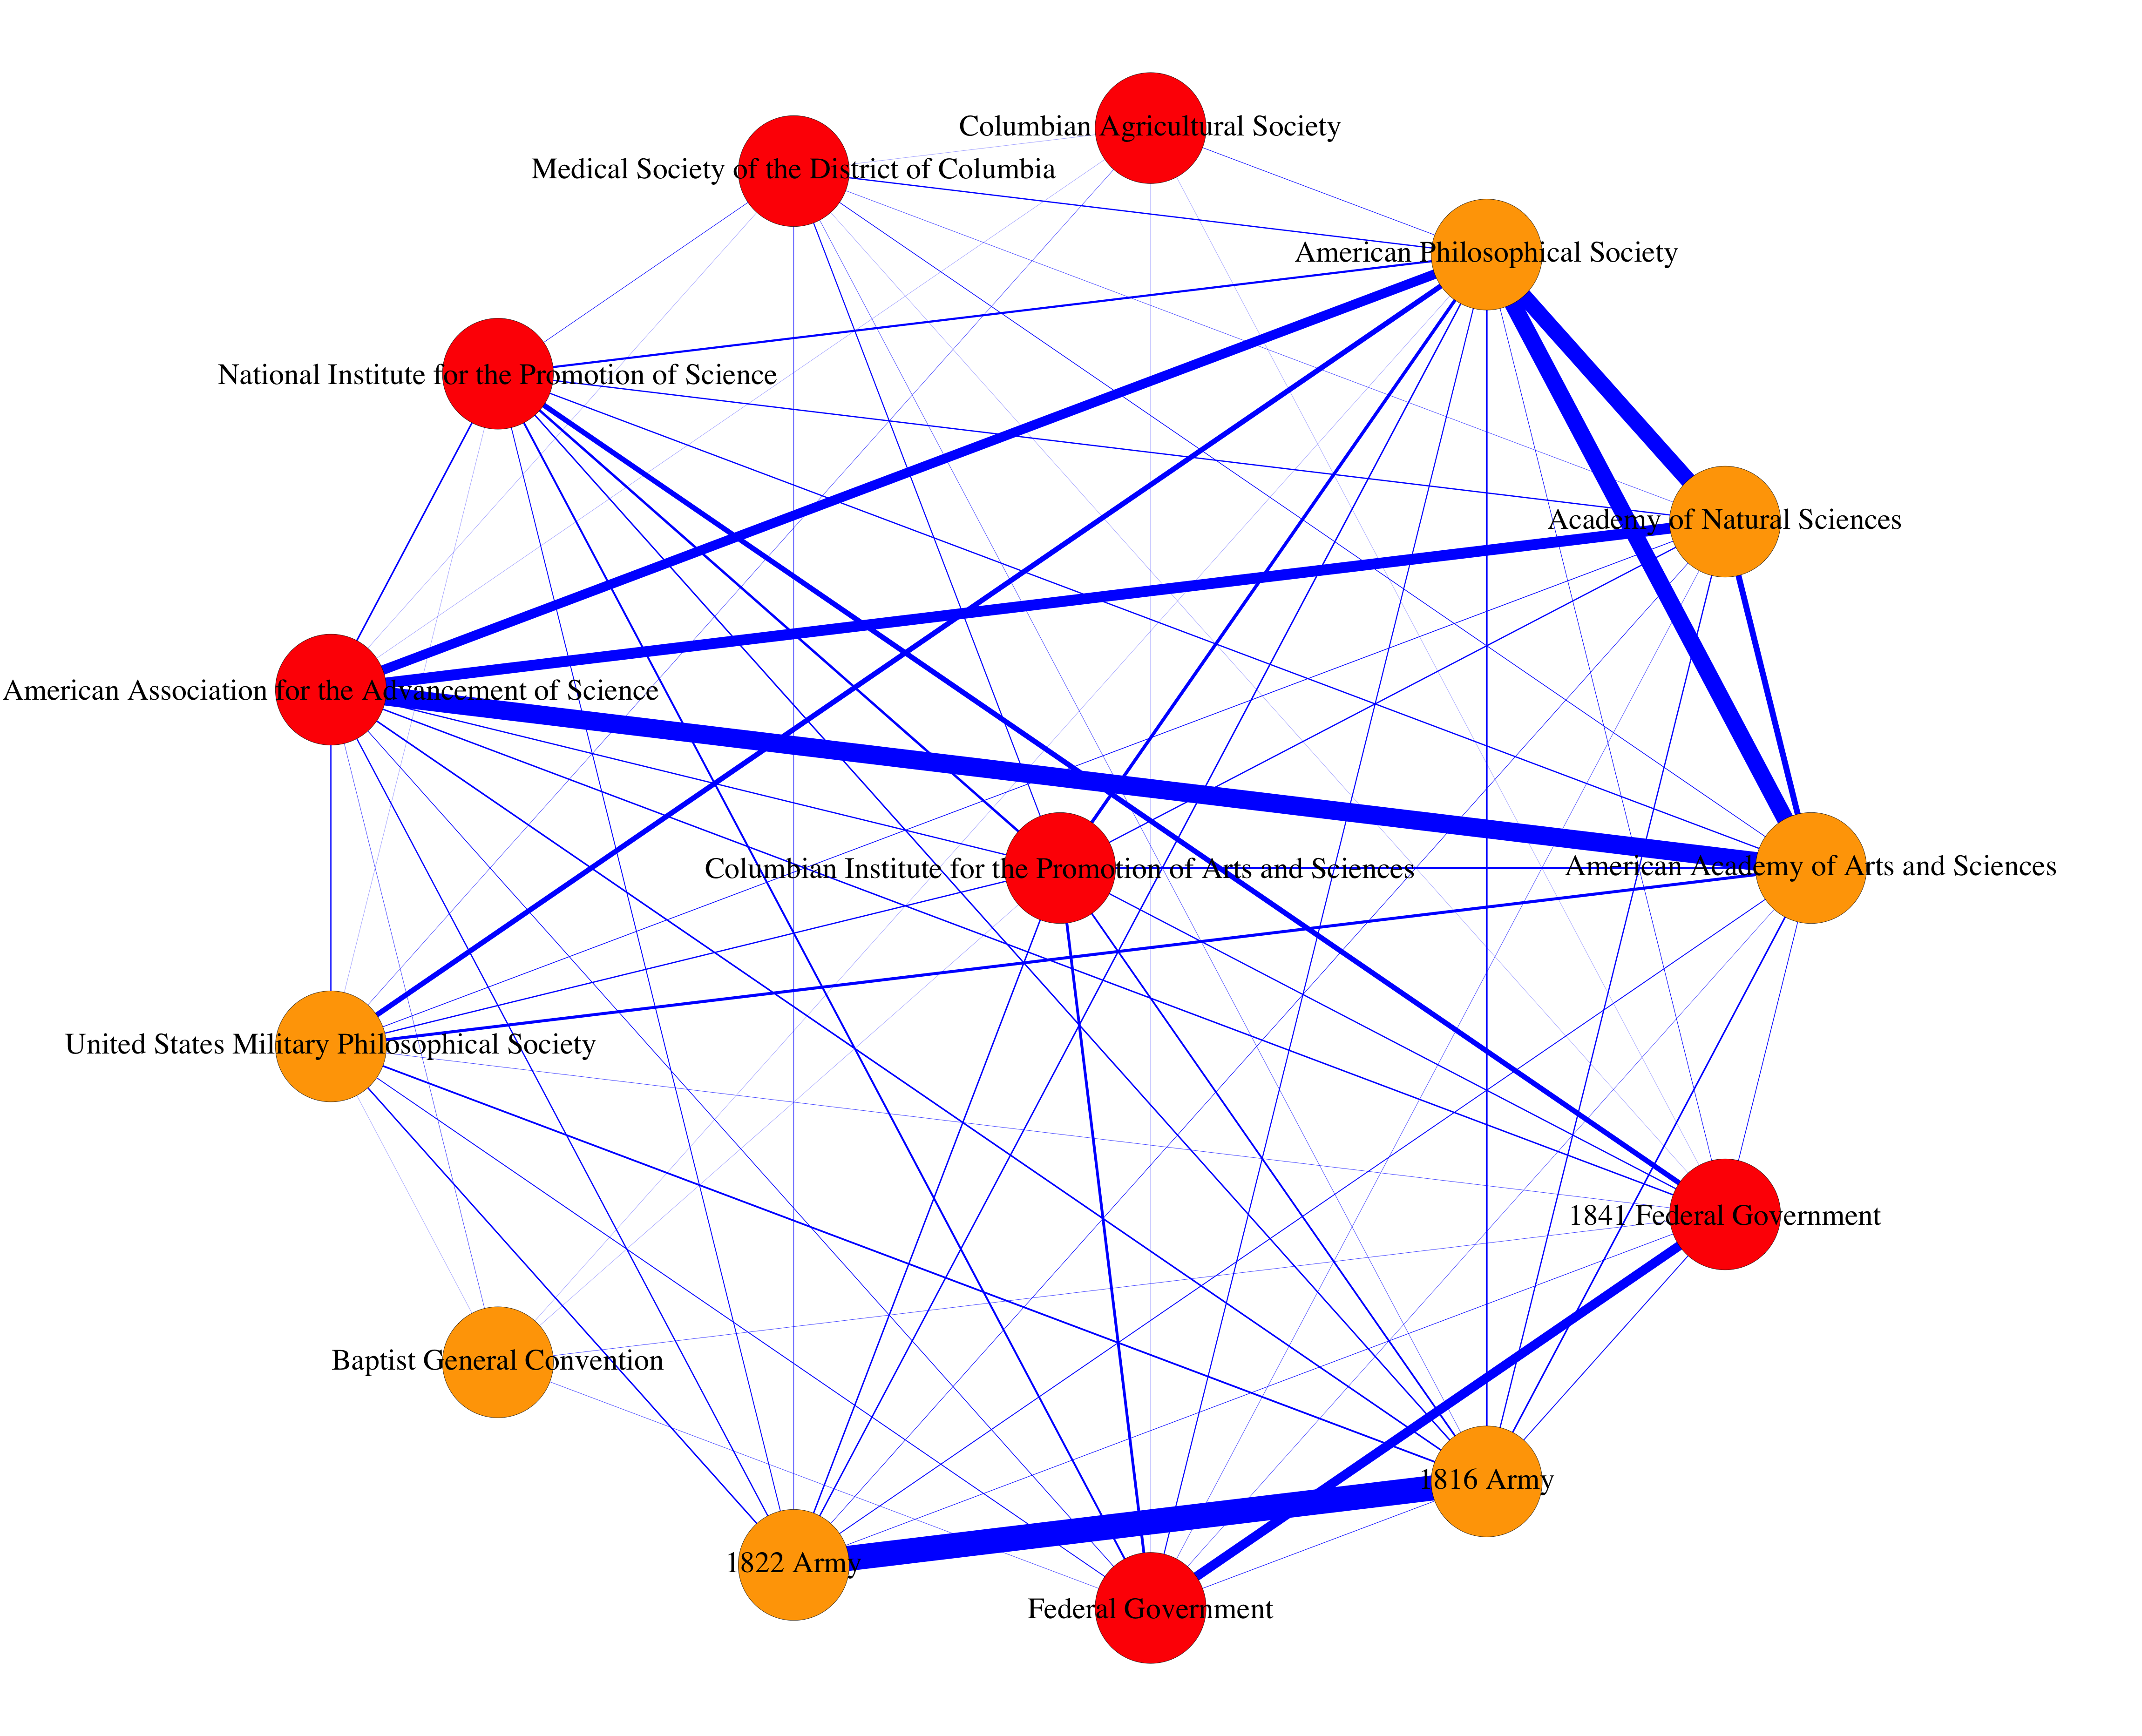 Columbian Agricultural Society
Medical Society of the District of Columbia
American Philosophical Society
National Institute for the Promotion of Science
Academy of Natural Sciences
American Association for the Advancement of Science
Columbian Institute for the Promotion of Arts and Sciences
American Academy of Arts and Sciences
United States Military Philosophical Society
1841 Federal Government
Baptist General Convention
1816 Army
1822 Army
Federal Government